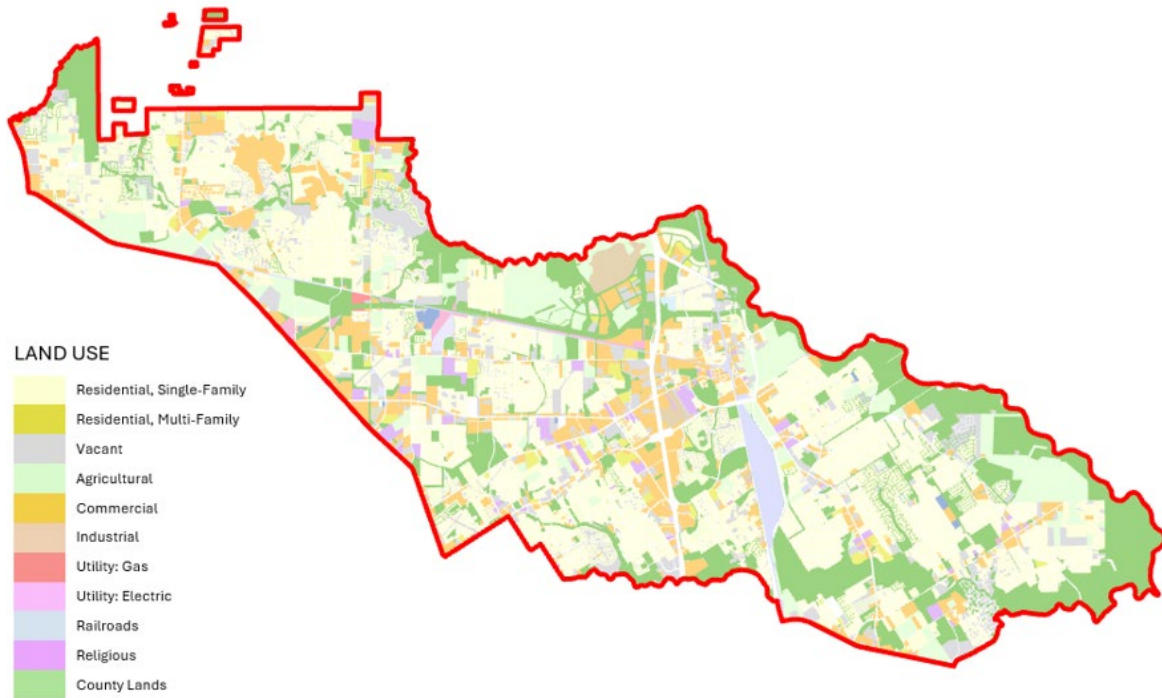 LAND USE
Residential, Single-Family
Residential, Multi-Family
Vacant
Agricultural
Commercial
Industrial
Utility: Gas
Utility: Electric
Railroads
Religious
County Lands